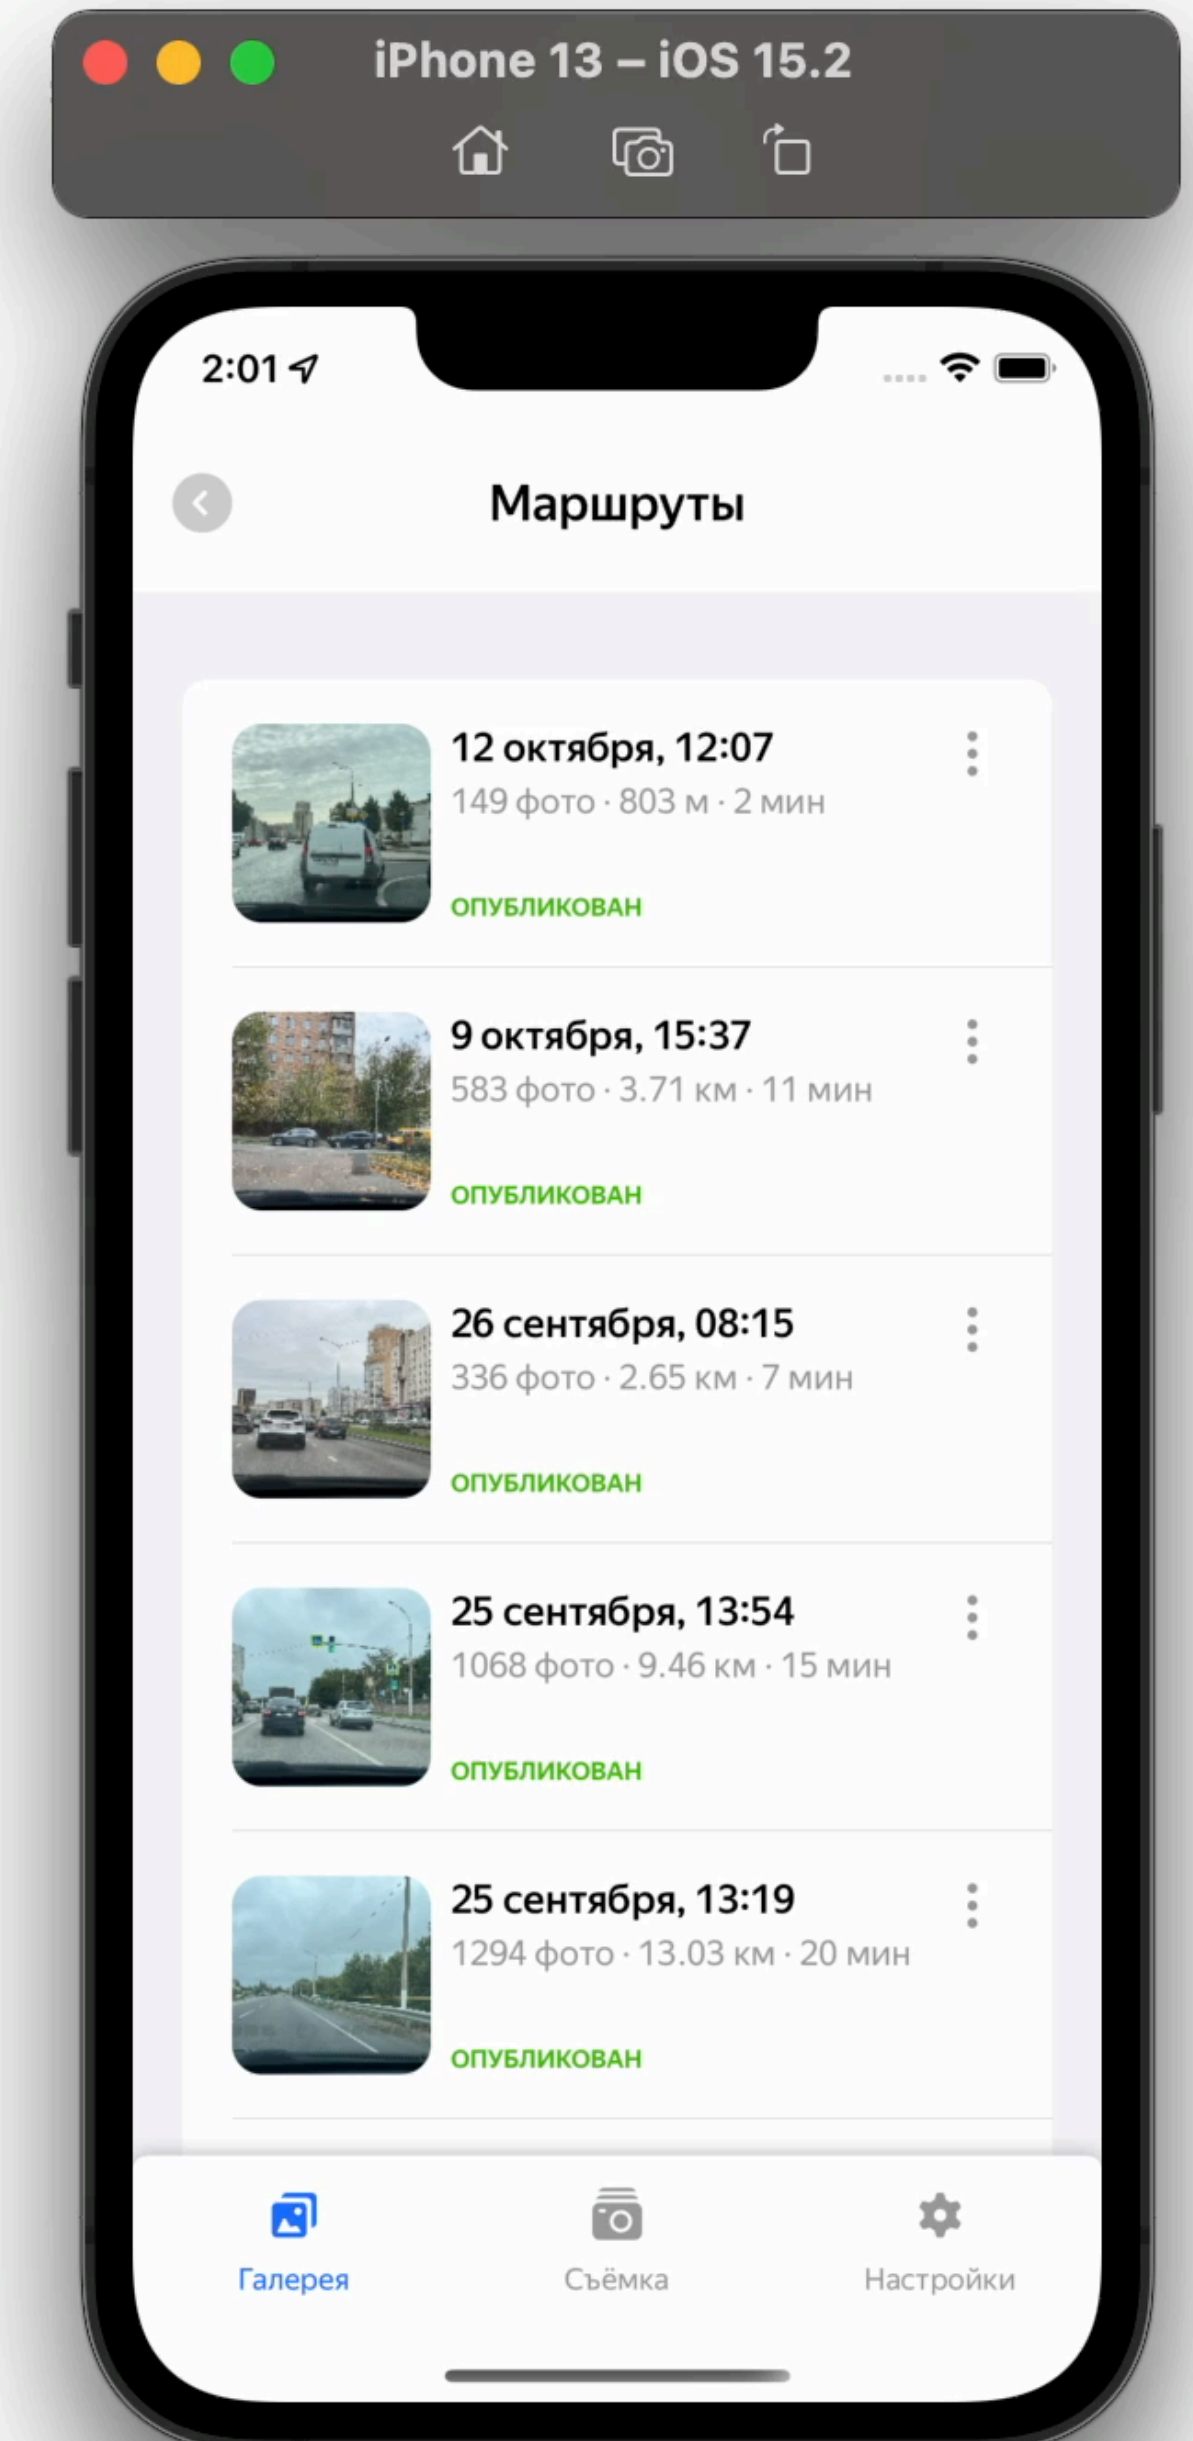 iPhone 13 – iOS 15.2
2:01
Маршруты
12 октября, 12:07
149 фото · 803 м · 2 мин
ОПУБЛИКОВАН
9 октября, 15:37
583 фото · 3.71 км · 11 мин
ОПУБЛИКОВАН
26 сентября, 08:15
336 фото · 2.65 км · 7 мин
ОПУБЛИКОВАН
25 сентября, 13:54
1068 фото · 9.46 км · 15 мин
ОПУБЛИКОВАН
25 сентября, 13:19
1294 фото · 13.03 км · 20 мин
ОПУБЛИКОВАН
Галерея
Съёмка
Настройки